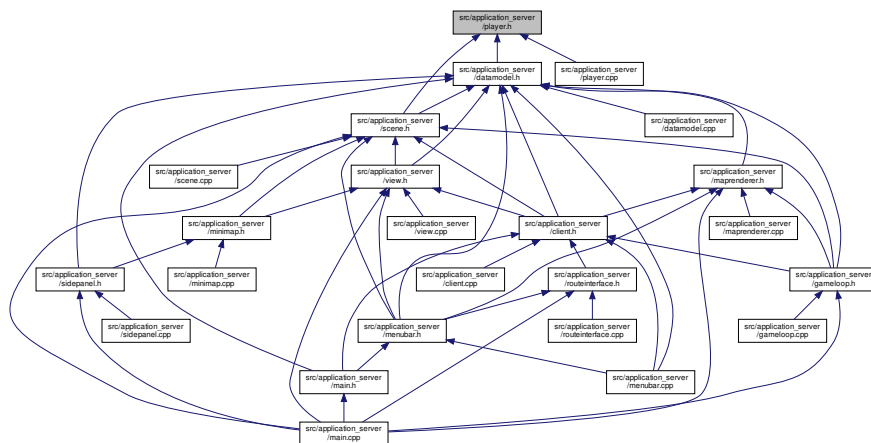 src/application_server
/player.h
src/application_server
/datamodel.h
src/application_server
/player.cpp
src/application_server
/scene.h
src/application_server
/datamodel.cpp
src/application_server
/scene.cpp
src/application_server
/view.h
src/application_server
/maprenderer.h
src/application_server
/minimap.h
src/application_server
/view.cpp
src/application_server
/client.h
src/application_server
/maprenderer.cpp
src/application_server
/sidepanel.h
src/application_server
/minimap.cpp
src/application_server
/client.cpp
src/application_server
/routeinterface.h
src/application_server
/gameloop.h
src/application_server
/sidepanel.cpp
src/application_server
/menubar.h
src/application_server
/routeinterface.cpp
src/application_server
/gameloop.cpp
src/application_server
/main.h
src/application_server
/menubar.cpp
src/application_server
/main.cpp